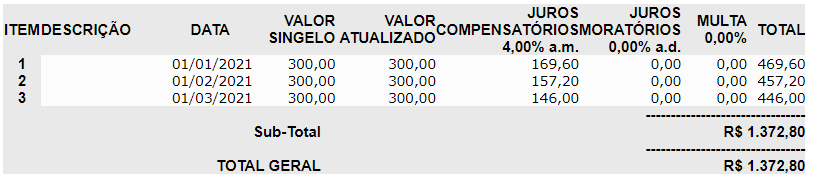 ITEM DESCRIÇÃO DATA VALOR SINGELO VALOR ATUALIZADO JUROS COMPENSATÓRIOS 4,00% a.m. JUROS MORATÓRIOS 0,00% a.d. MULTA 0,00% TOTAL
1 01/01/2021 300,00 300,00 169,60 0,00 0,00 469,60
2 01/02/2021 300,00 300,00 157,20 0,00 0,00 457,20
3 01/03/2021 300,00 300,00 146,00 0,00 0,00 446,00
--------------------------------
Sub-Total R$ 1.372,80
--------------------------------
TOTAL GERAL R$ 1.372,80